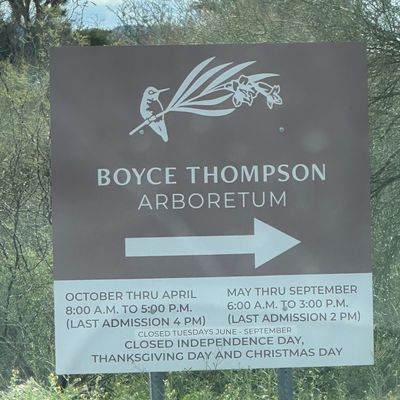 BOYCE THOMPSON
ARBORETUM
OCTOBER THRU APRIL
8:00 A.M. TO 5:00 P.M.
(LAST ADMISSION 4 PM)
MAY THRU SEPTEMBER
6:00 A.M. TO 3:00 P.M.
(LAST ADMISSION 2 PM)
CLOSED TUESDAYS JUNE - SEPTEMBER
CLOSED INDEPENDENCE DAY,
THANKSGIVING DAY AND CHRISTMAS DAY